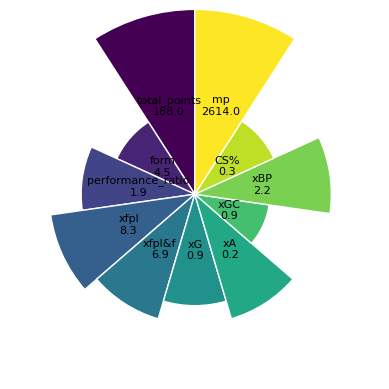 total_points
188.0
mp
2614.0
form
4.5
CS%
0.3
performance_ratio
1.9
xBP
2.2
xfpl
8.3
xGC
0.9
xfpl&f
6.9
xG
0.9
xA
0.2